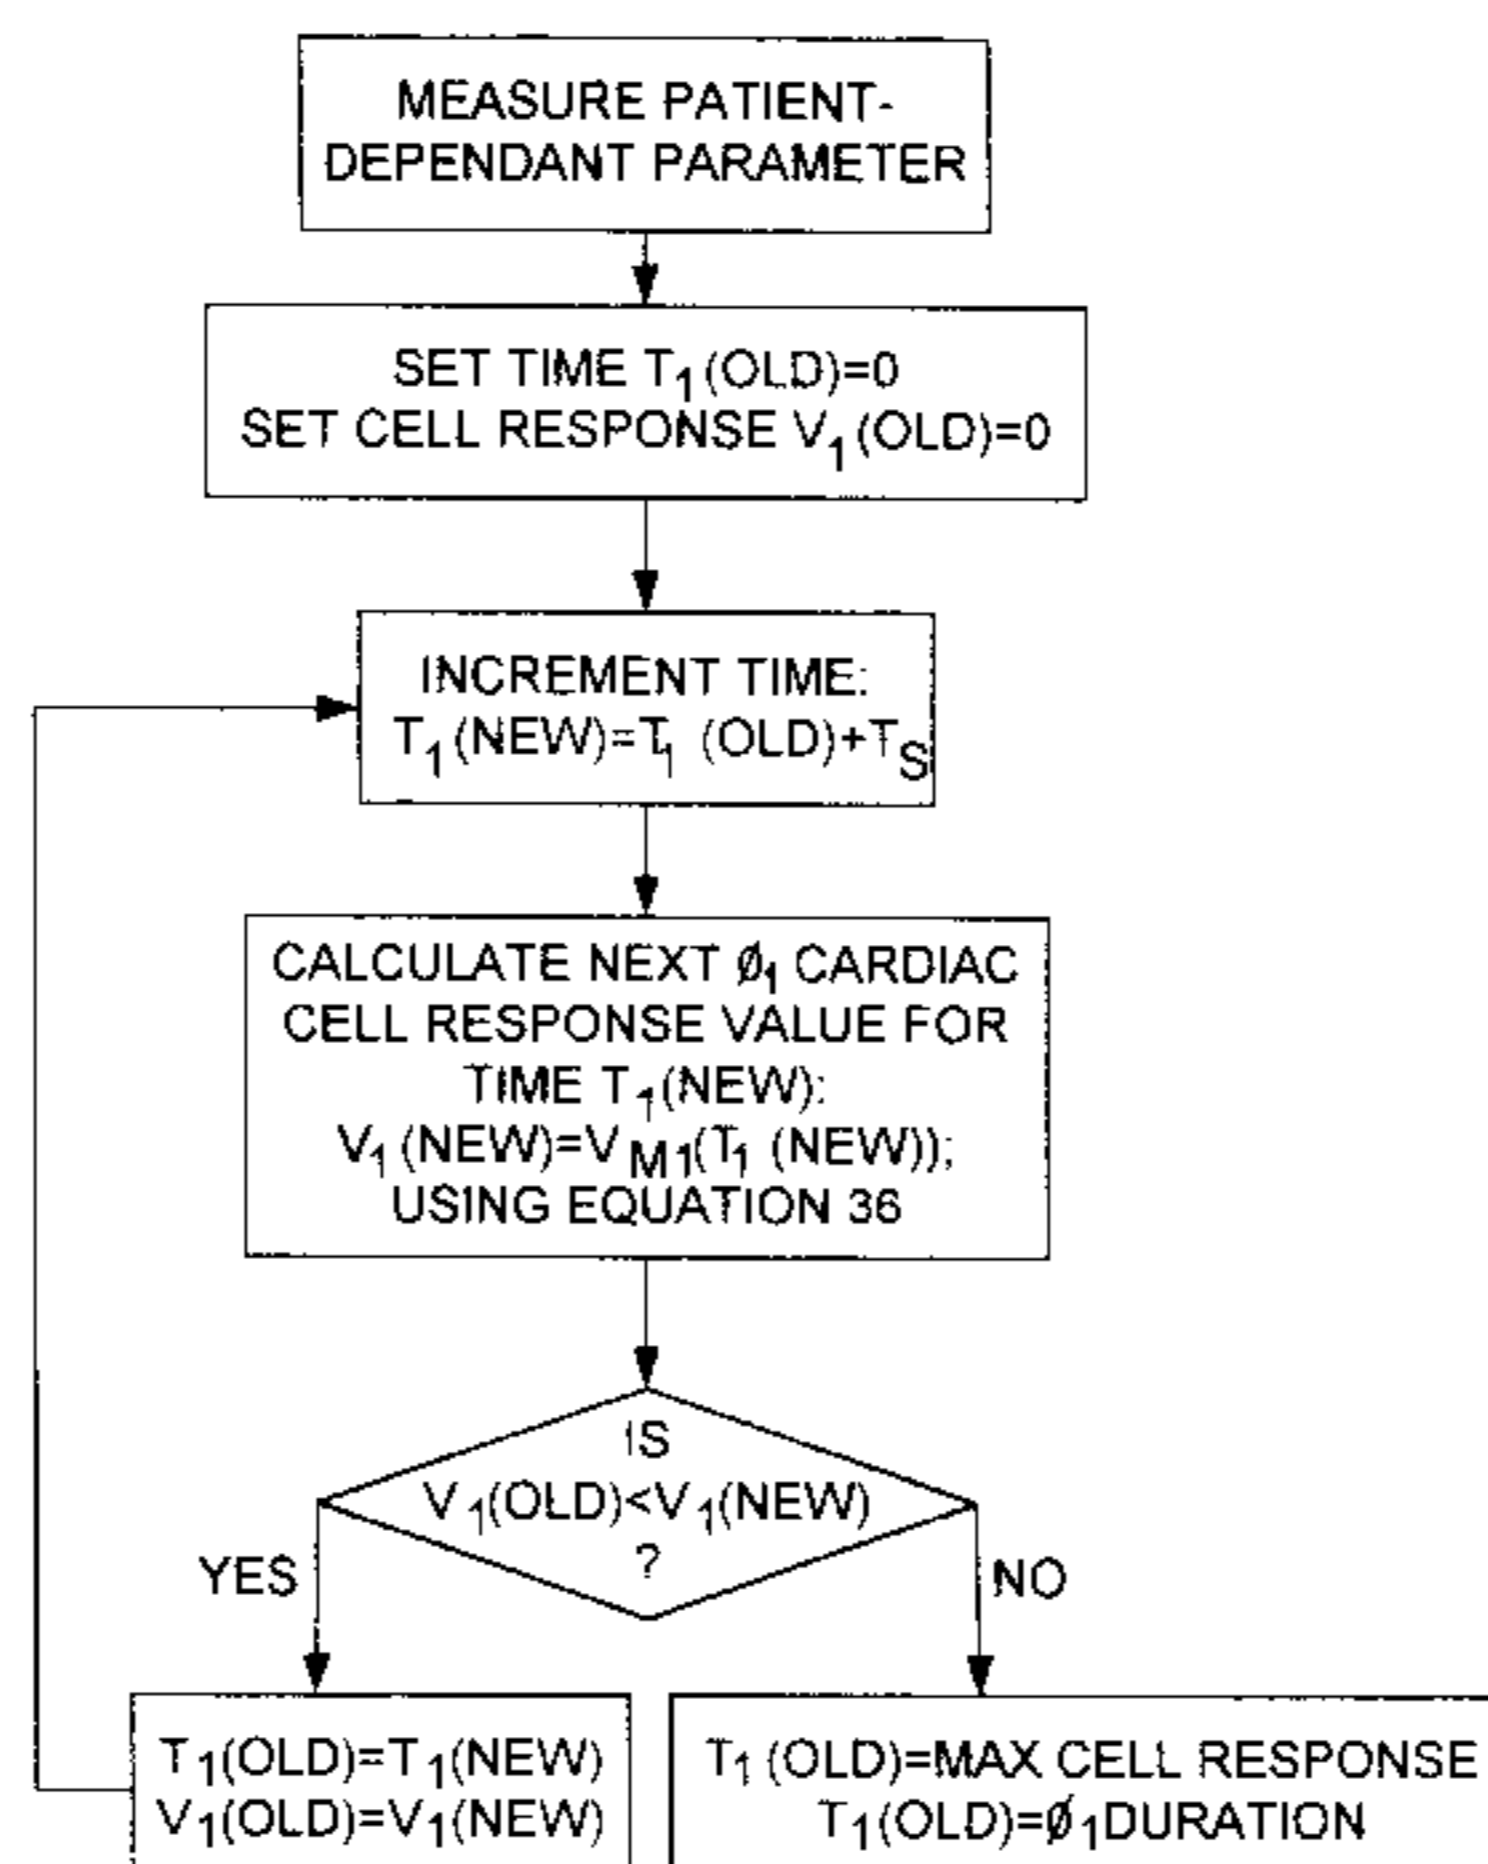 MEASURE PATIENT-
DEPENDANT PARAMETER
SET TIME T₁(OLD)=0
SET CELL RESPONSE V₁(OLD)=0
INCREMENT TIME:
T₁(NEW)=T₁ (OLD)+T_S
CALCULATE NEXT ø₁ CARDIAC
CELL RESPONSE VALUE FOR
TIME T₁(NEW):
V₁(NEW)=V_M1(T₁ (NEW));
USING EQUATION 36
IS
V₁(OLD)<V₁(NEW)
?
YES
NO
T₁(OLD)=T₁(NEW)
V₁(OLD)=V₁(NEW)
T₁ (OLD)=MAX CELL RESPONSE
T₁(OLD)=ø₁DURATION